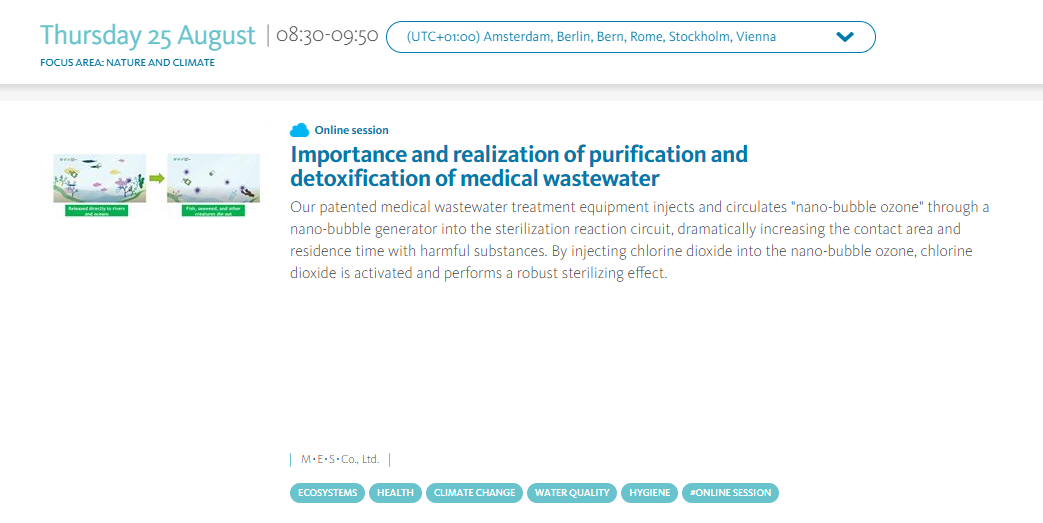 Thursday 25 August | 08:30-09:50 (UTC+01:00) Amsterdam, Berlin, Bern, Rome, Stockholm, Vienna
FOCUS AREA: NATURE AND CLIMATE
Online session
Importance and realization of purification and
detoxification of medical wastewater
Our patented medical wastewater treatment equipment injects and circulates "nano-bubble ozone" through a
nano-bubble generator into the sterilization reaction circuit, dramatically increasing the contact area and
residence time with harmful substances. By injecting chlorine dioxide into the nano-bubble ozone, chlorine
dioxide is activated and performs a robust sterilizing effect.
Released directly to rivers
and oceans
Fish, seaweed, and other
creatures die out
| M・E・S・Co., Ltd. |
ECOSYSTEMS HEALTH CLIMATE CHANGE WATER QUALITY HYGIENE #ONLINE SESSION